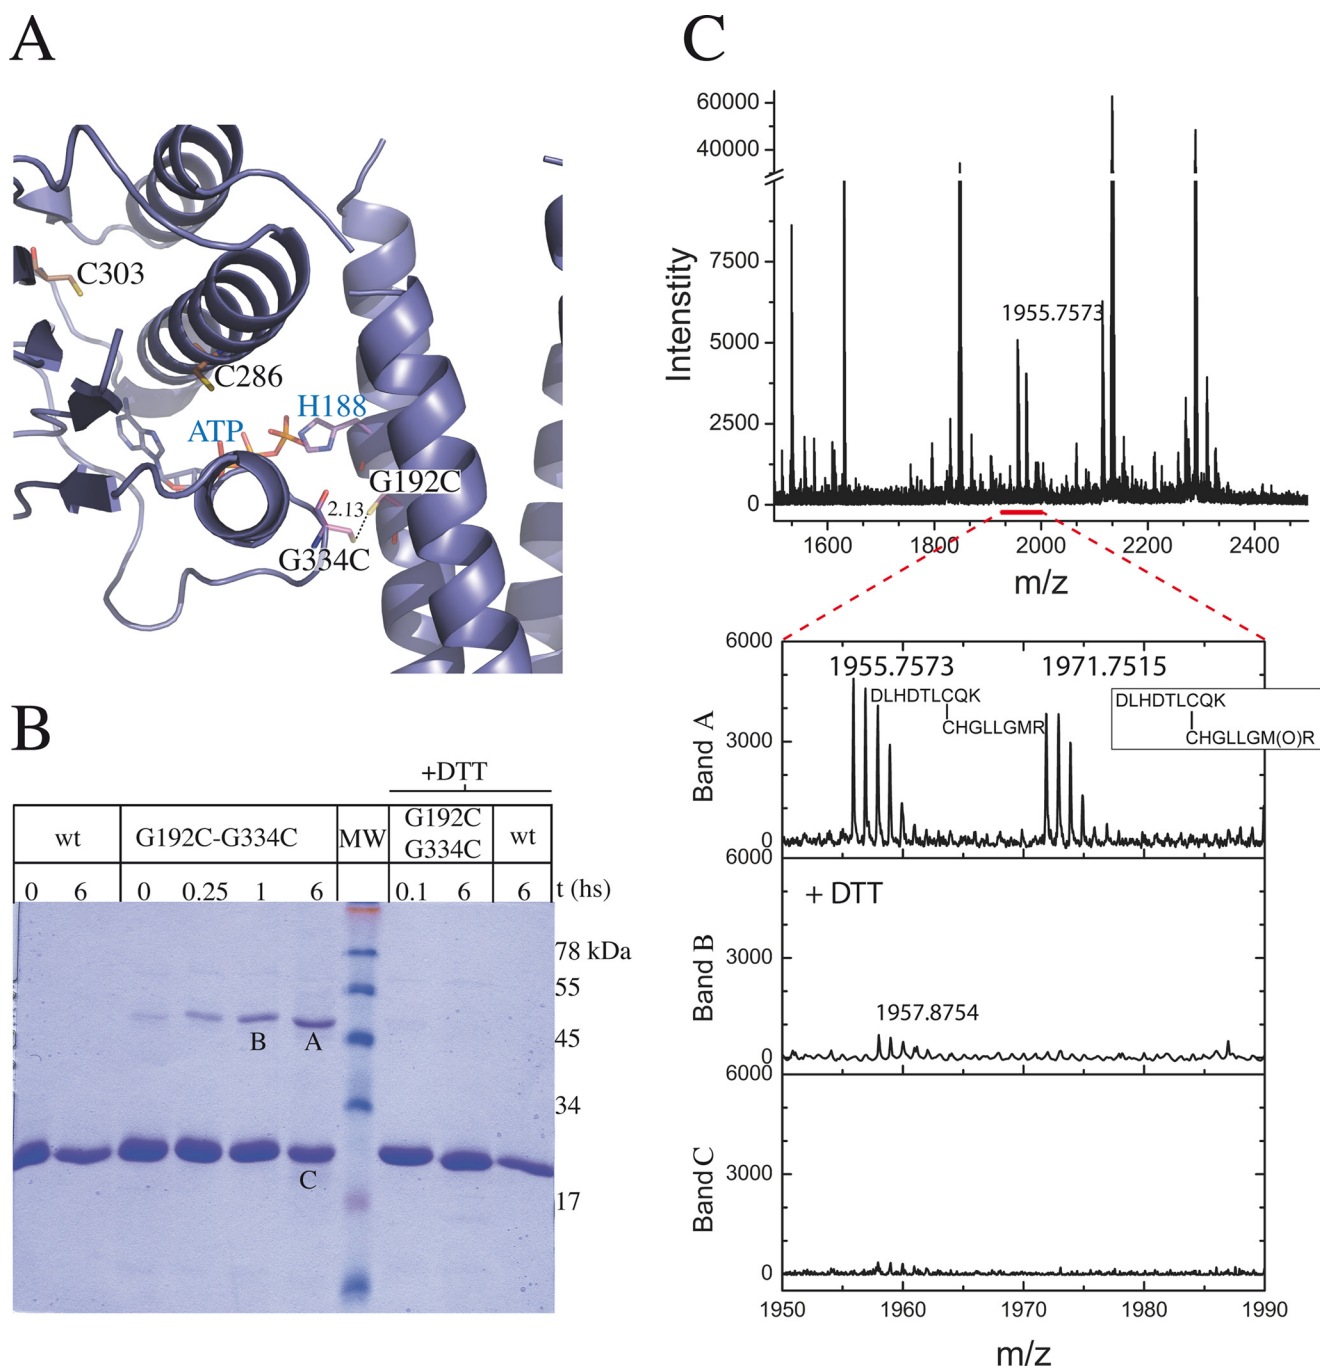 A
C303
C286
H188
ATP
G192C
2.13
G334C
B
+DTT
wt
G192C-G334C
MW
G192C
G334C
wt
0
6
0
0.25
1
6
0.1
6
6
t (hs)
78 kDa
55
45
34
17
B
A
C
C
60000
40000
7500
5000
2500
0
Intenstity
1955.7573
1600
1800
2000
2200
2400
m/z
6000
3000
0
Band A
1955.7573
DLHDTLCQK
CHGLLGMR
1971.7515
DLHDTLCQK
CHGLLGM(O)R
6000
3000
0
Band B
+ DTT
1957.8754
6000
3000
0
Band C
1950
1960
1970
1980
1990
m/z